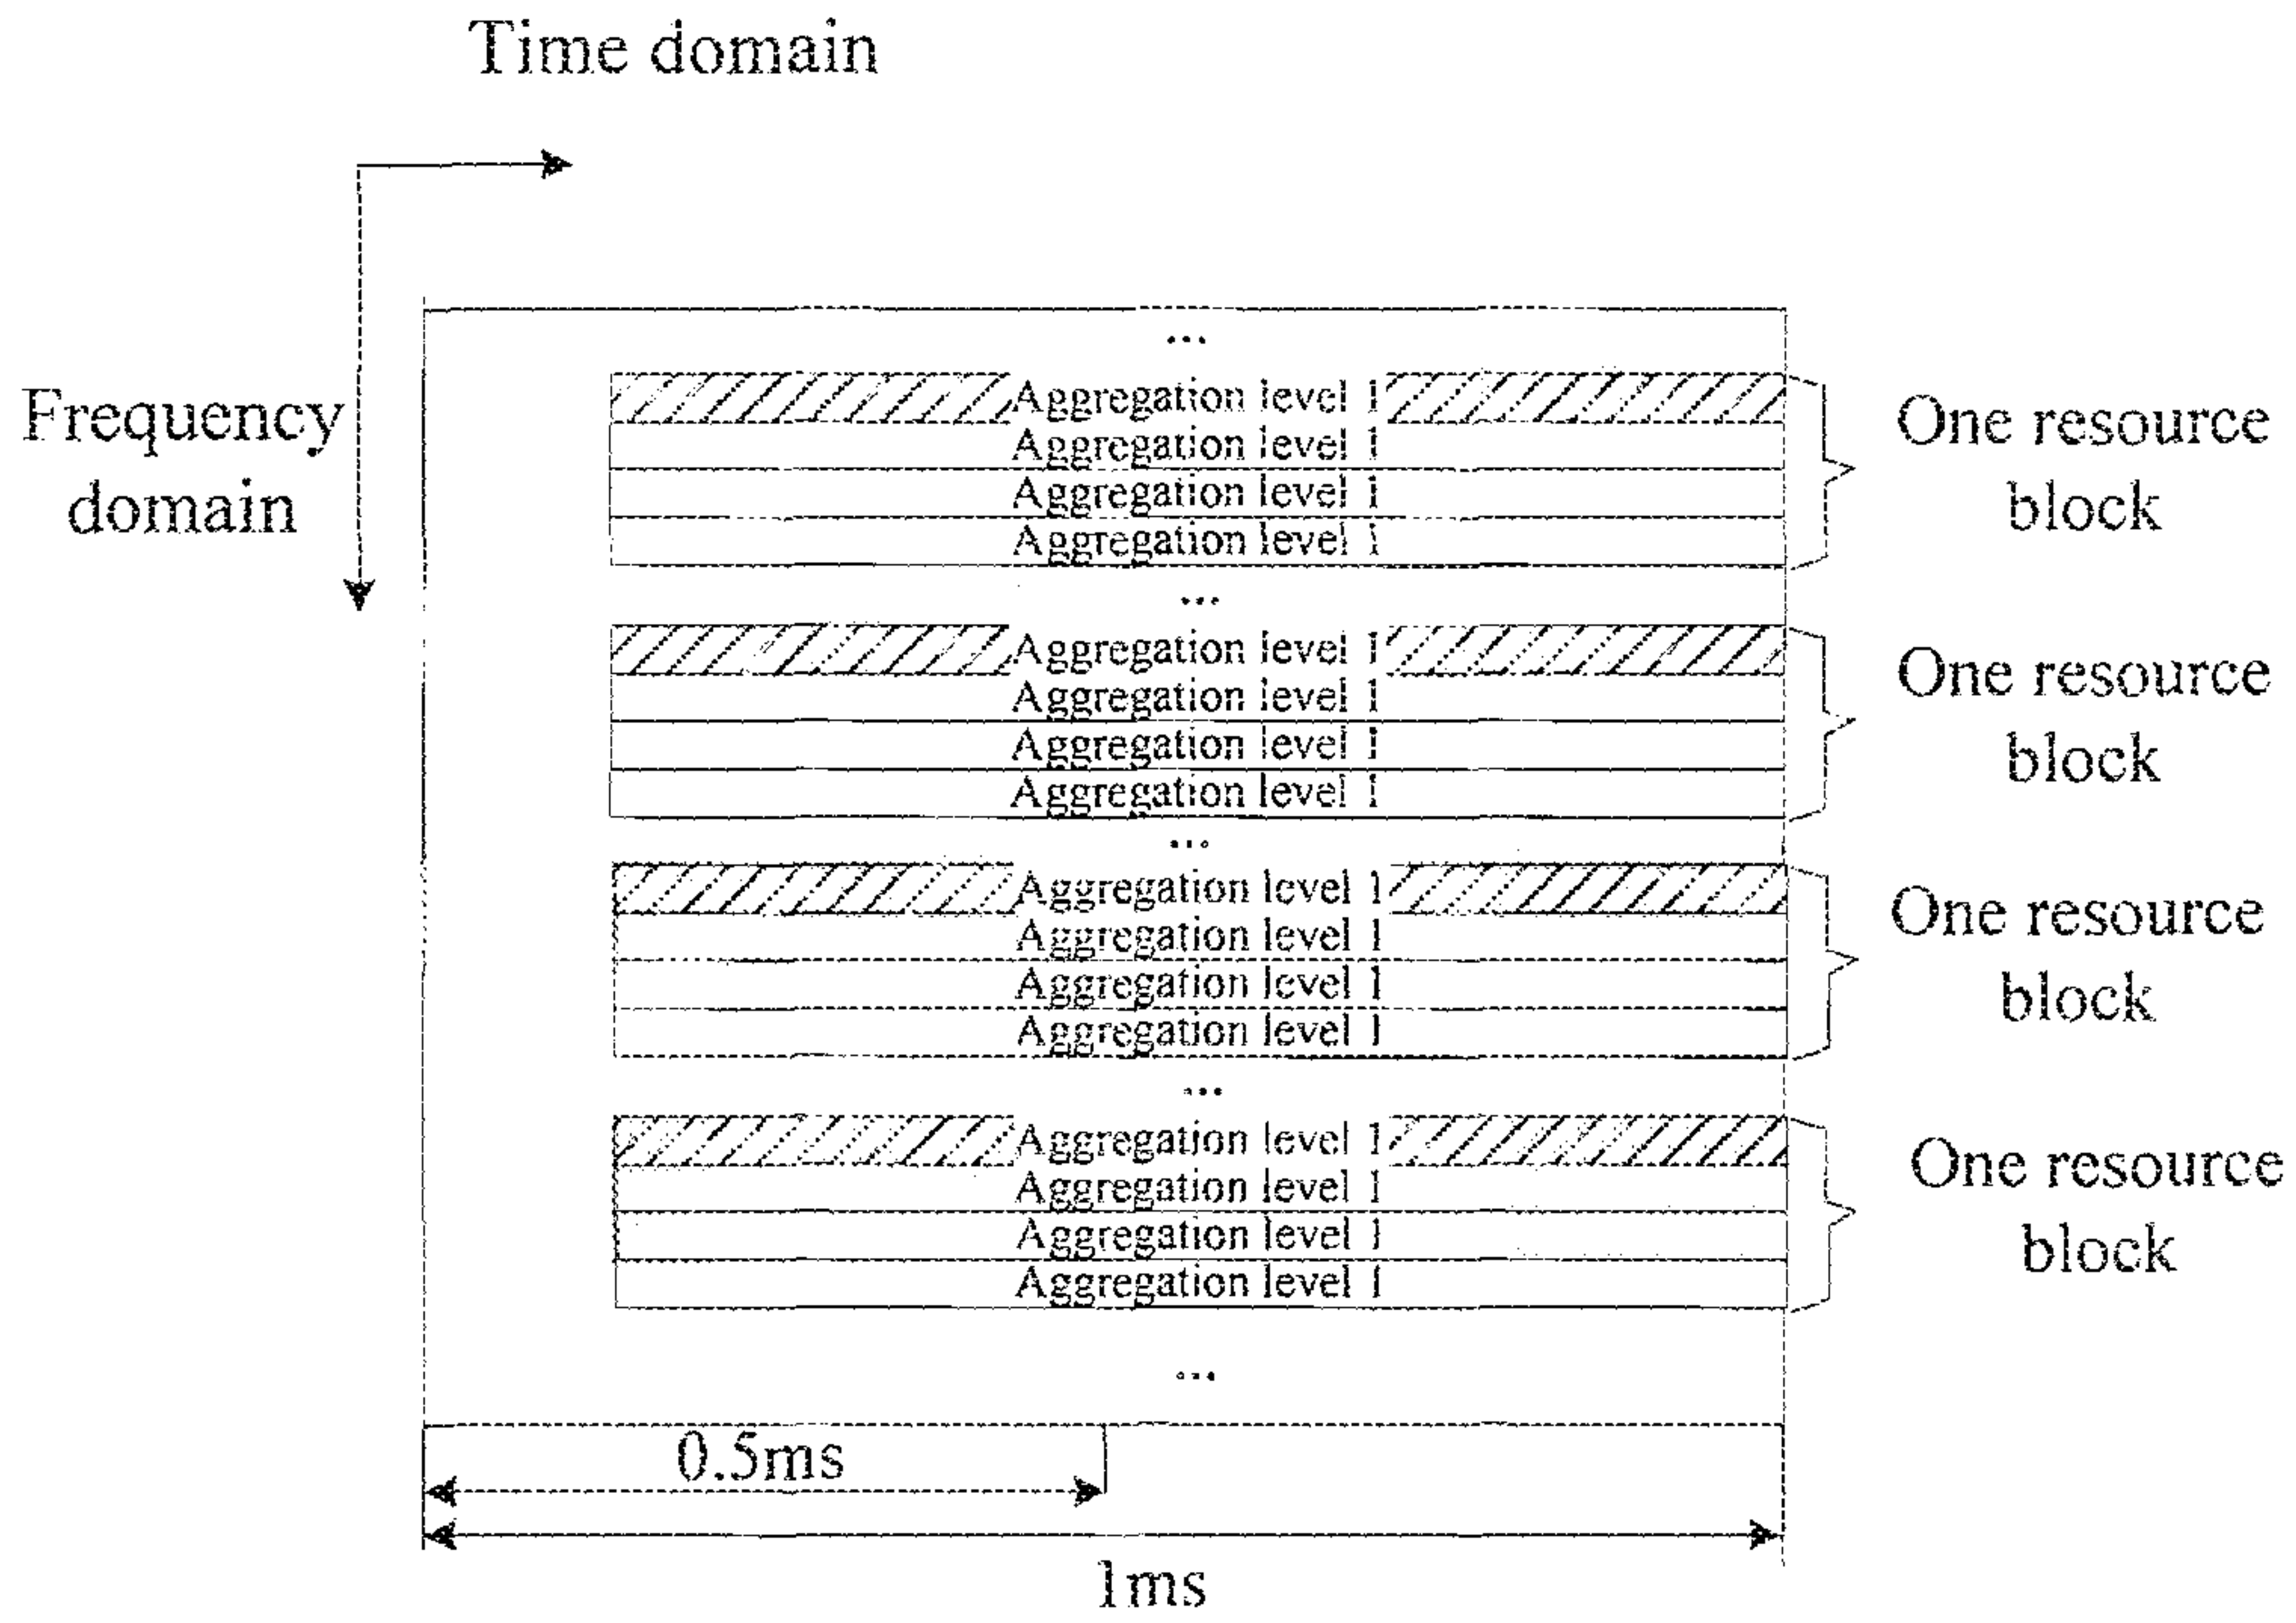 Time domain
Frequency
domain
...
Aggregation level 1
Aggregation level 1
Aggregation level 1
Aggregation level 1
One resource
block
...
Aggregation level 1
Aggregation level 1
Aggregation level 1
Aggregation level 1
One resource
block
...
Aggregation level 1
Aggregation level 1
Aggregation level 1
Aggregation level 1
One resource
block
...
Aggregation level 1
Aggregation level 1
Aggregation level 1
Aggregation level 1
One resource
block
...
0.5ms
1ms